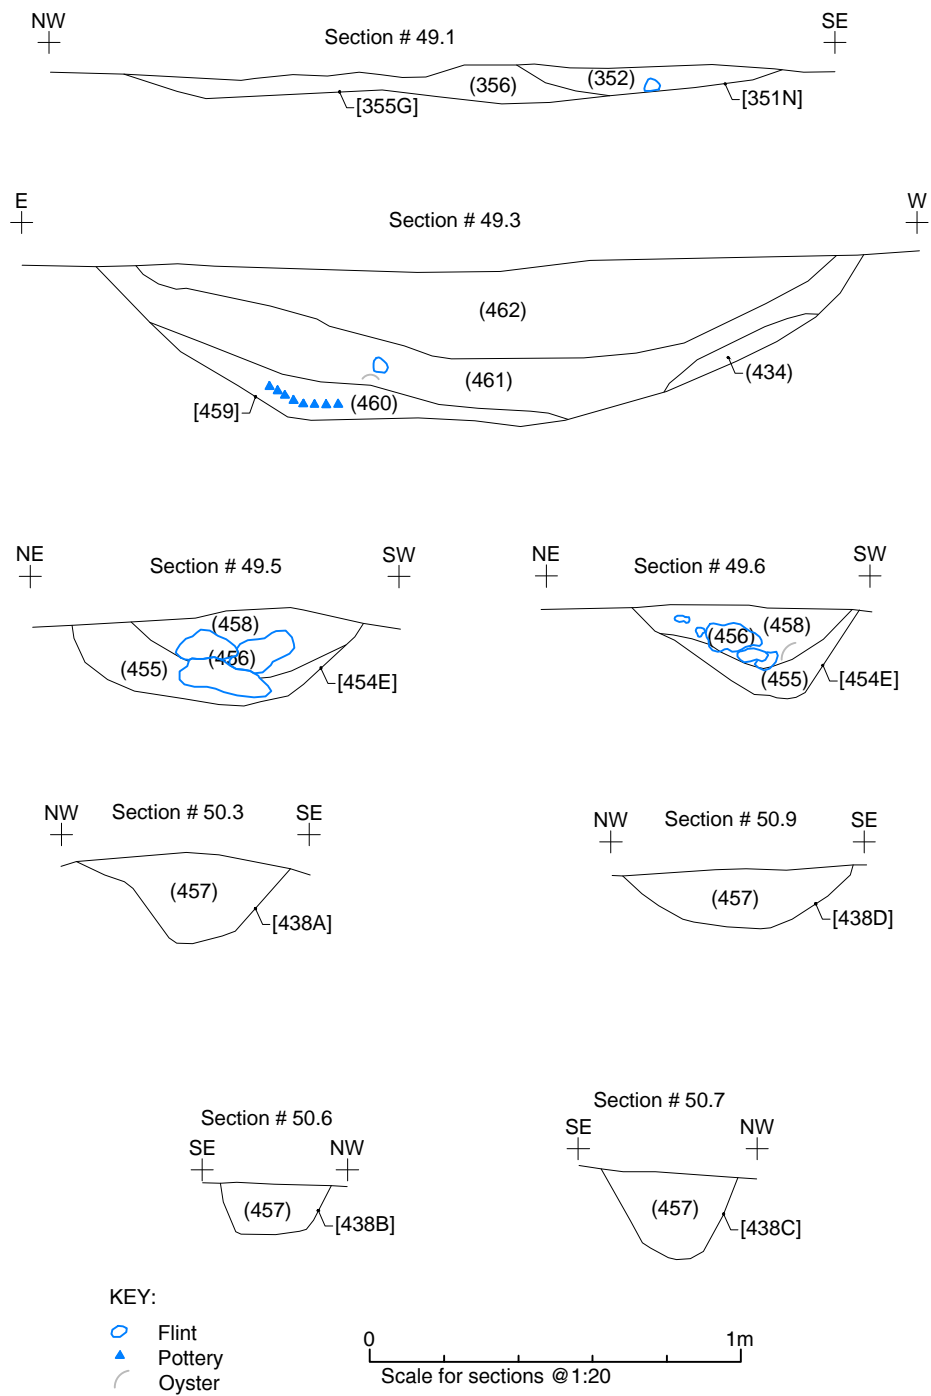 NW
SE
Section # 49.1
(356)
(352)
[355G]
[351N]
E
W
Section # 49.3
(462)
(461)
(434)
[459]
(460)
NE
SW
Section # 49.5
(458)
(455)
(456)
[454E]
NE
SW
Section # 49.6
(456)
(458)
(455)
[454E]
NW
Section # 50.3
SE
(457)
[438A]
NW
Section # 50.9
SE
(457)
[438D]
Section # 50.6
SE
NW
(457)
[438B]
Section # 50.7
SE
NW
(457)
[438C]
KEY:
Flint
Pottery
Oyster
0
1m
Scale for sections @1:20